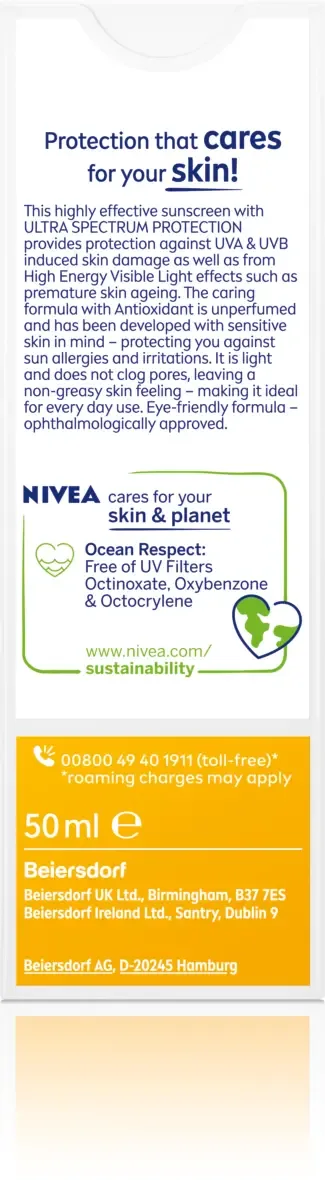 Protection that cares
for your skin!
This highly effective sunscreen with
ULTRA SPECTRUM PROTECTION
provides protection against UVA & UVB
induced skin damage as well as from
High Energy Visible Light effects such as
premature skin ageing. The caring
formula with Antioxidant is unperfumed
and has been developed with sensitive
skin in mind – protecting you against
sun allergies and irritations. It is light
and does not clog pores, leaving a
non-greasy skin feeling – making it ideal
for every day use. Eye-friendly formula –
ophthalmologically approved.
NIVEA cares for your
skin & planet
Ocean Respect:
Free of UV Filters
Octinoxate, Oxybenzone
& Octocrylene
www.nivea.com/
sustainability
00800 49 40 1911 (toll-free)*
*roaming charges may apply
50 ml ℮
Beiersdorf
Beiersdorf UK Ltd., Birmingham, B37 7ES
Beiersdorf Ireland Ltd., Santry, Dublin 9
Beiersdorf AG, D-20245 Hamburg